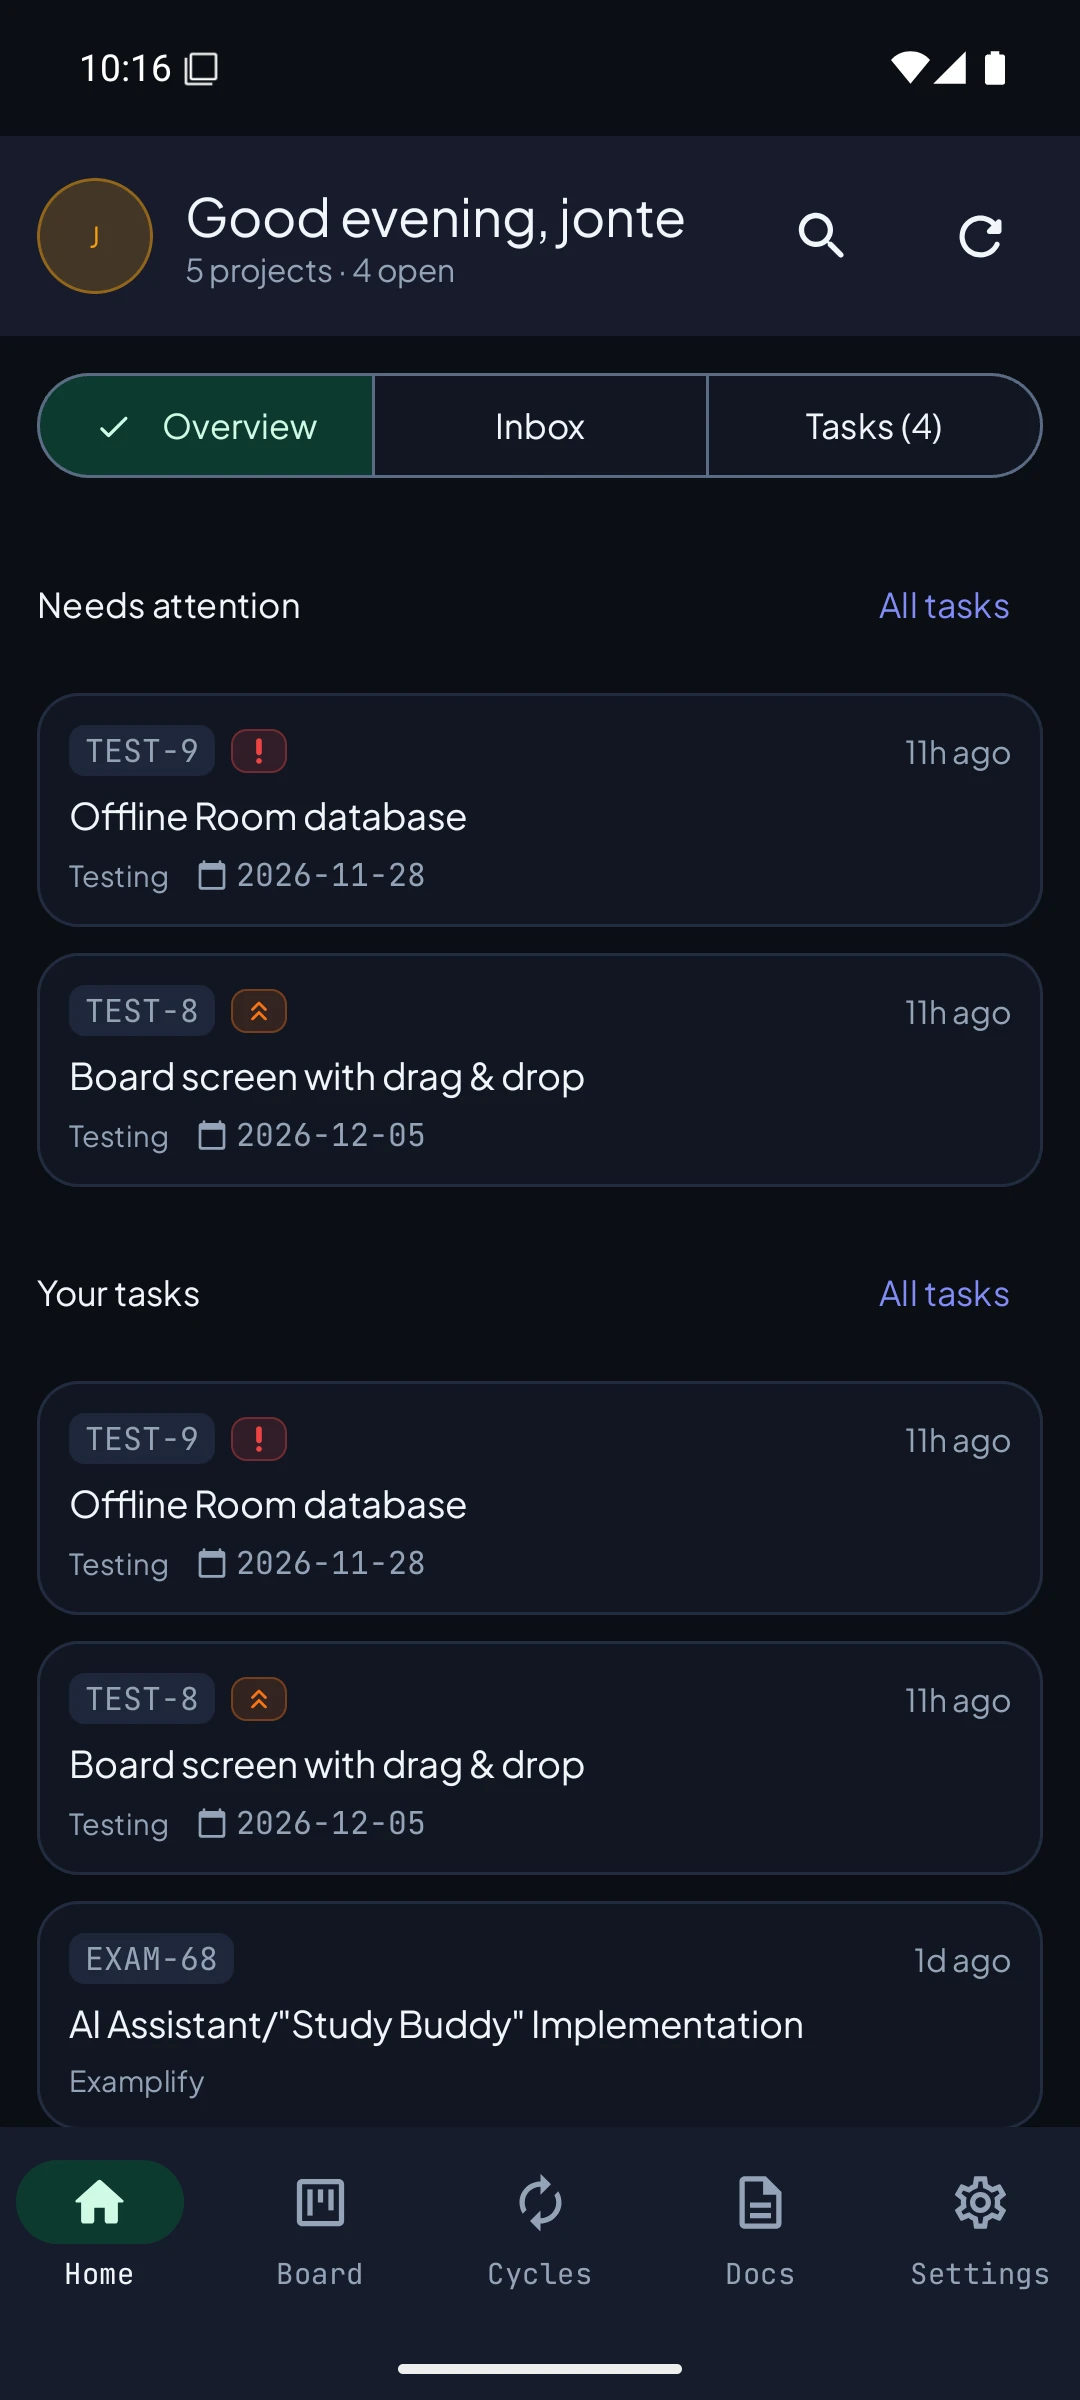 10:16
J
Good evening, jonte
5 projects · 4 open
Overview
Inbox
Tasks (4)
Needs attention
All tasks
TEST-9
11h ago
Offline Room database
Testing
2026-11-28
TEST-8
11h ago
Board screen with drag & drop
Testing
2026-12-05
Your tasks
All tasks
TEST-9
11h ago
Offline Room database
Testing
2026-11-28
TEST-8
11h ago
Board screen with drag & drop
Testing
2026-12-05
EXAM-68
1d ago
AI Assistant/"Study Buddy" Implementation
Examplify
Home
Board
Cycles
Docs
Settings